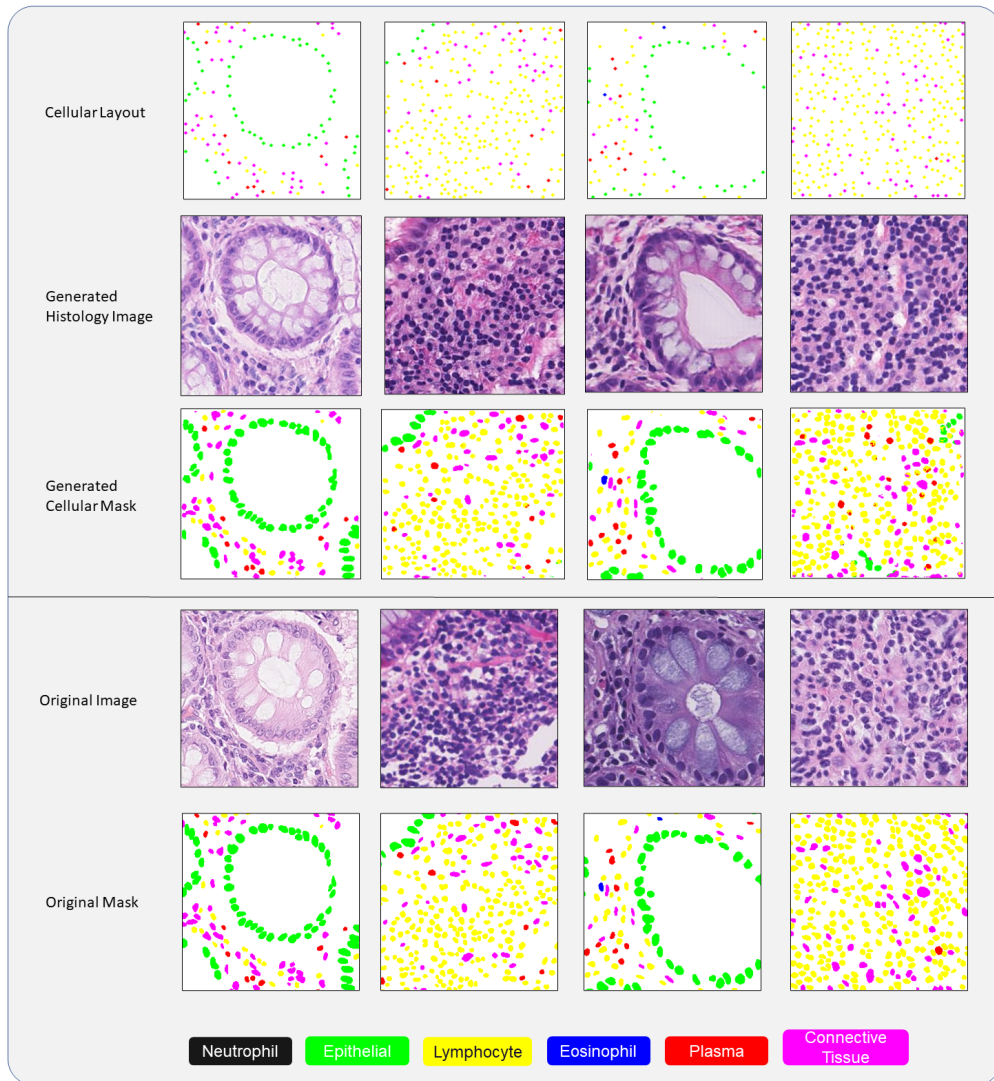 Cellular Layout
Generated
Histology Image
Generated
Cellular Mask
Original Image
Original Mask
Neutrophil
Epithelial
Lymphocyte
Eosinophil
Plasma
Connective
Tissue